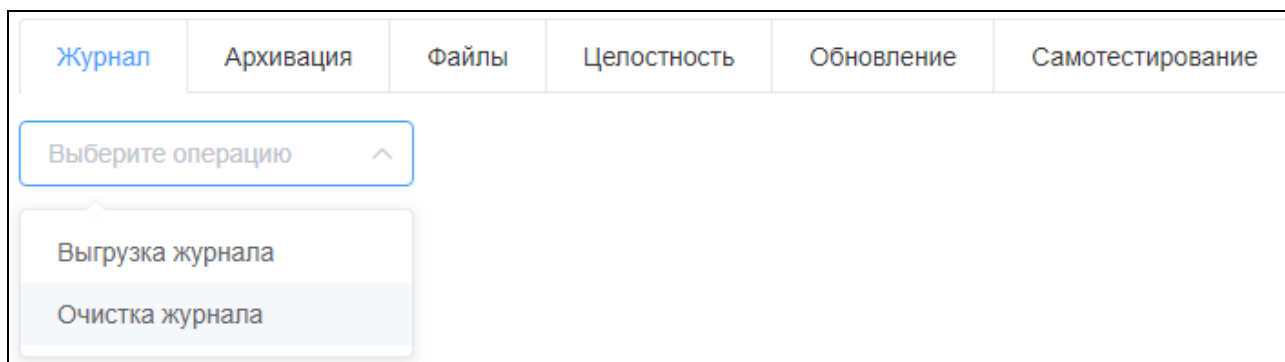 Журнал Архивация Файлы Целостность Обновление Самотестирование
Выберите операцию
Выгрузка журнала
Очистка журнала